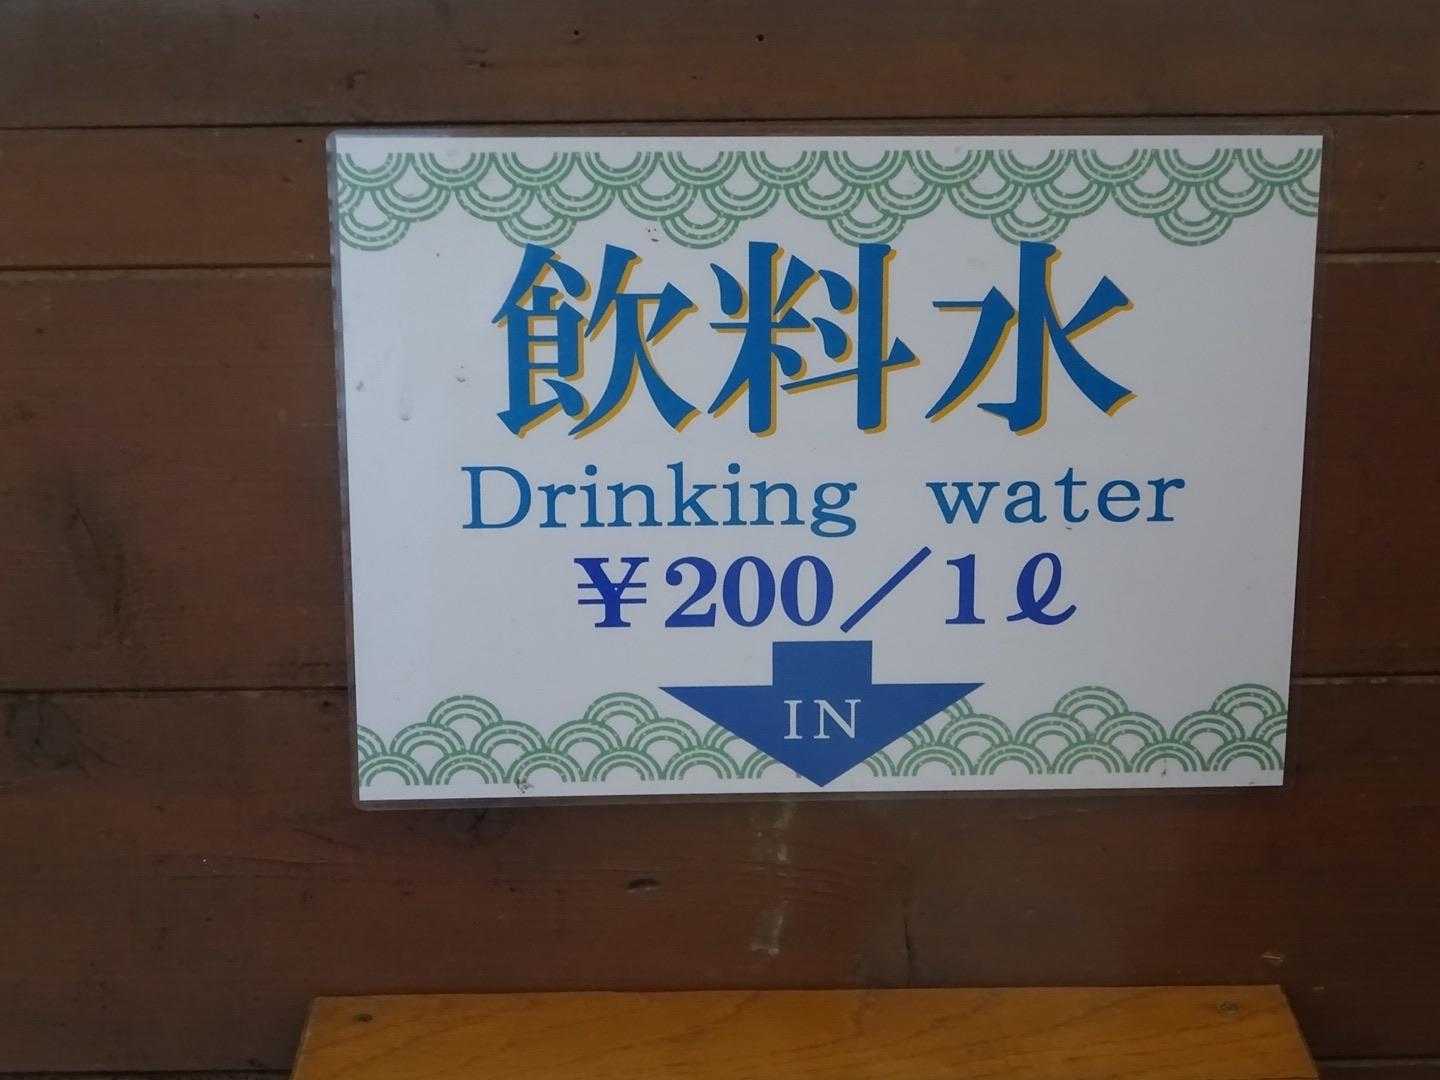 飲料水
Drinking water
¥200／1ℓ
IN